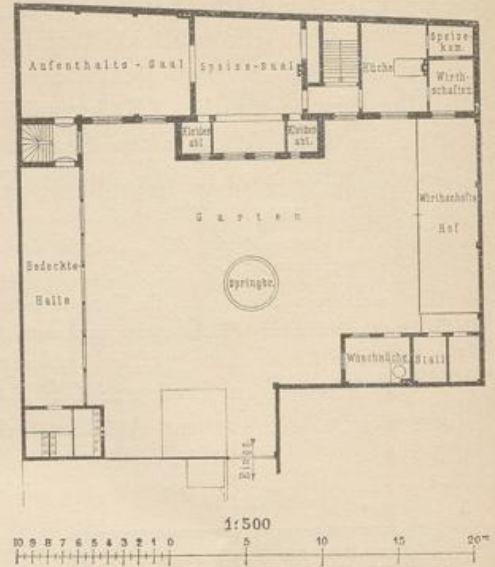 Aufenthalts-Saal
Speise-Saal
Küche
Speise
kam.
Wirth-
schaften
Kleider
abl.
Kleider
abl.
Garten
Wirthschafts
Hof
Bedeckte
Halle
Springbr.
Waschküche
Stall
1:500
10 9 8 7 6 5 4 3 2 1 0 5 10 15 20m